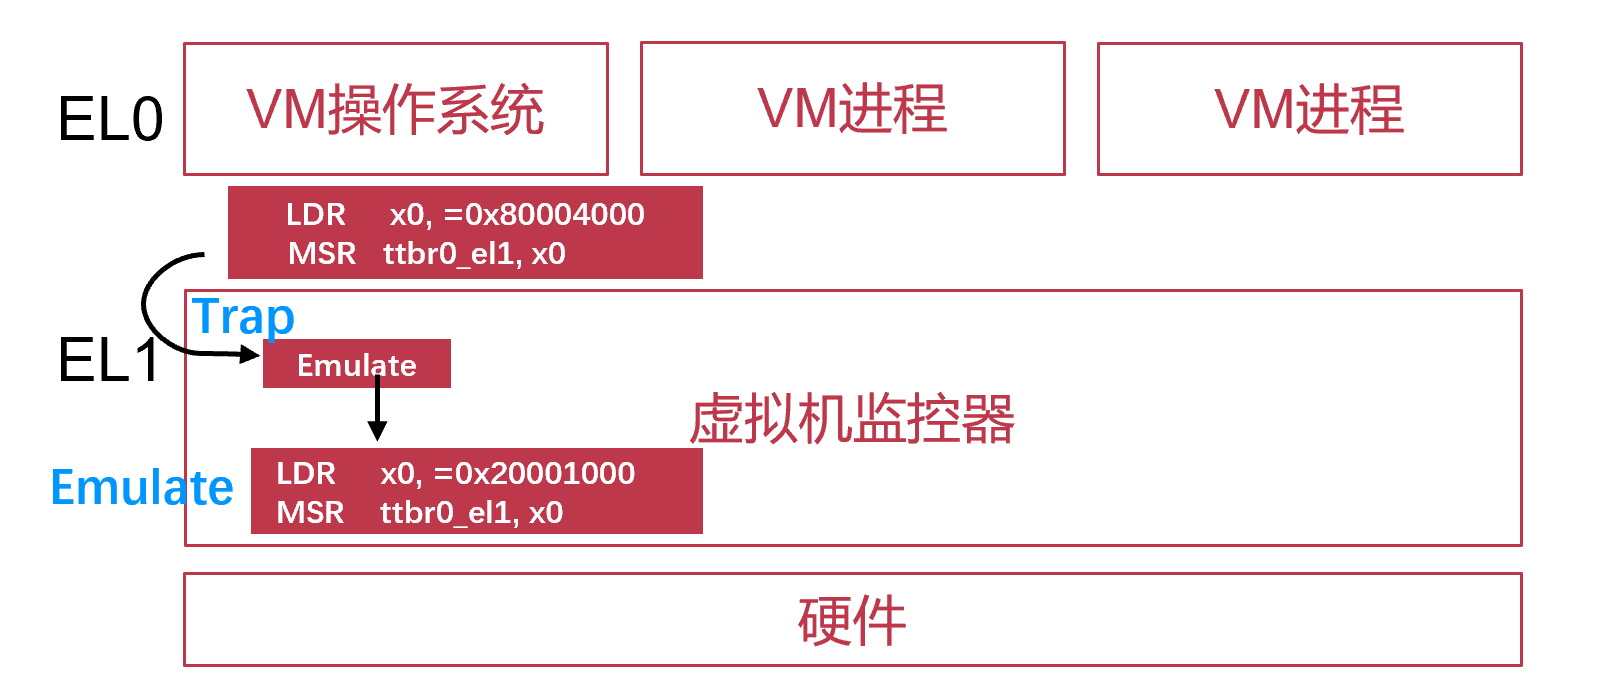 EL0
VM操作系统
VM进程
VM进程
LDR x0, =0x80004000
MSR ttbr0_el1, x0
Trap
EL1
Emulate
虚拟机监控器
Emulate
LDR x0, =0x20001000
MSR ttbr0_el1, x0
硬件